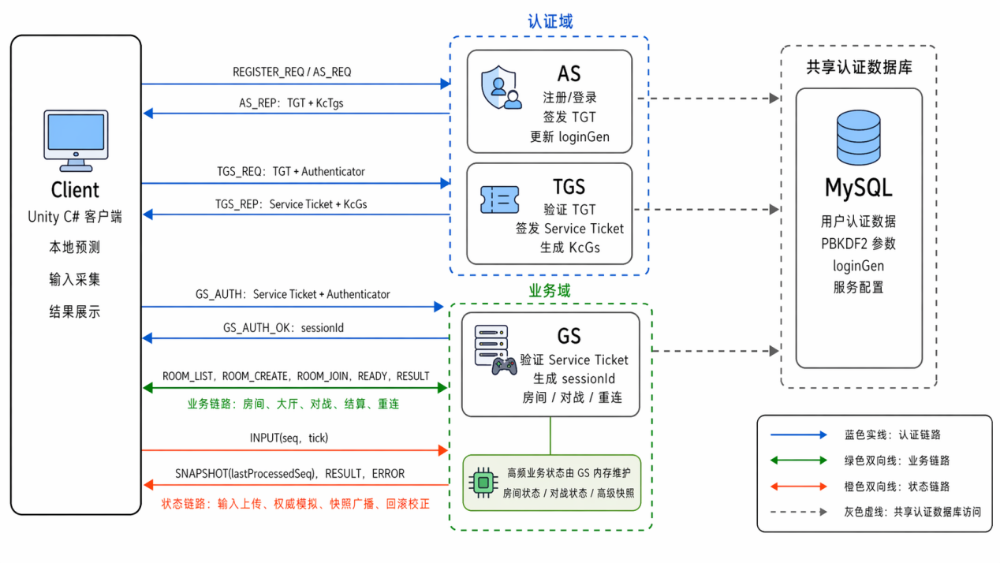 认证域
REGISTER_REQ / AS_REQ
AS_REP：TGT + KcTgs
TGS_REQ：TGT + Authenticator
TGS_REP：Service Ticket + KcGs
Client
Unity C# 客户端
本地预测
输入采集
结果展示
AS
注册/登录
签发 TGT
更新 loginGen
TGS
验证 TGT
签发 Service Ticket
生成 KcGs
共享认证数据库
MySQL
用户认证数据
PBKDF2 参数
loginGen
服务配置
业务域
GS_AUTH：Service Ticket + Authenticator
GS_AUTH_OK：sessionId
ROOM_LIST，ROOM_CREATE，ROOM_JOIN，READY，RESULT
业务链路：房间、大厅、对战、结算、重连
INPUT(seq，tick)
SNAPSHOT(lastProcessedSeq)，RESULT，ERROR
状态链路：输入上传、权威模拟、快照广播、回滚校正
GS
验证 Service Ticket
生成 sessionId
房间 / 对战 / 重连
高频业务状态由 GS 内存维护
房间状态 / 对战状态 / 高级快照
蓝色实线：认证链路
绿色双向线：业务链路
橙色双向线：状态链路
灰色虚线：共享认证数据库访问